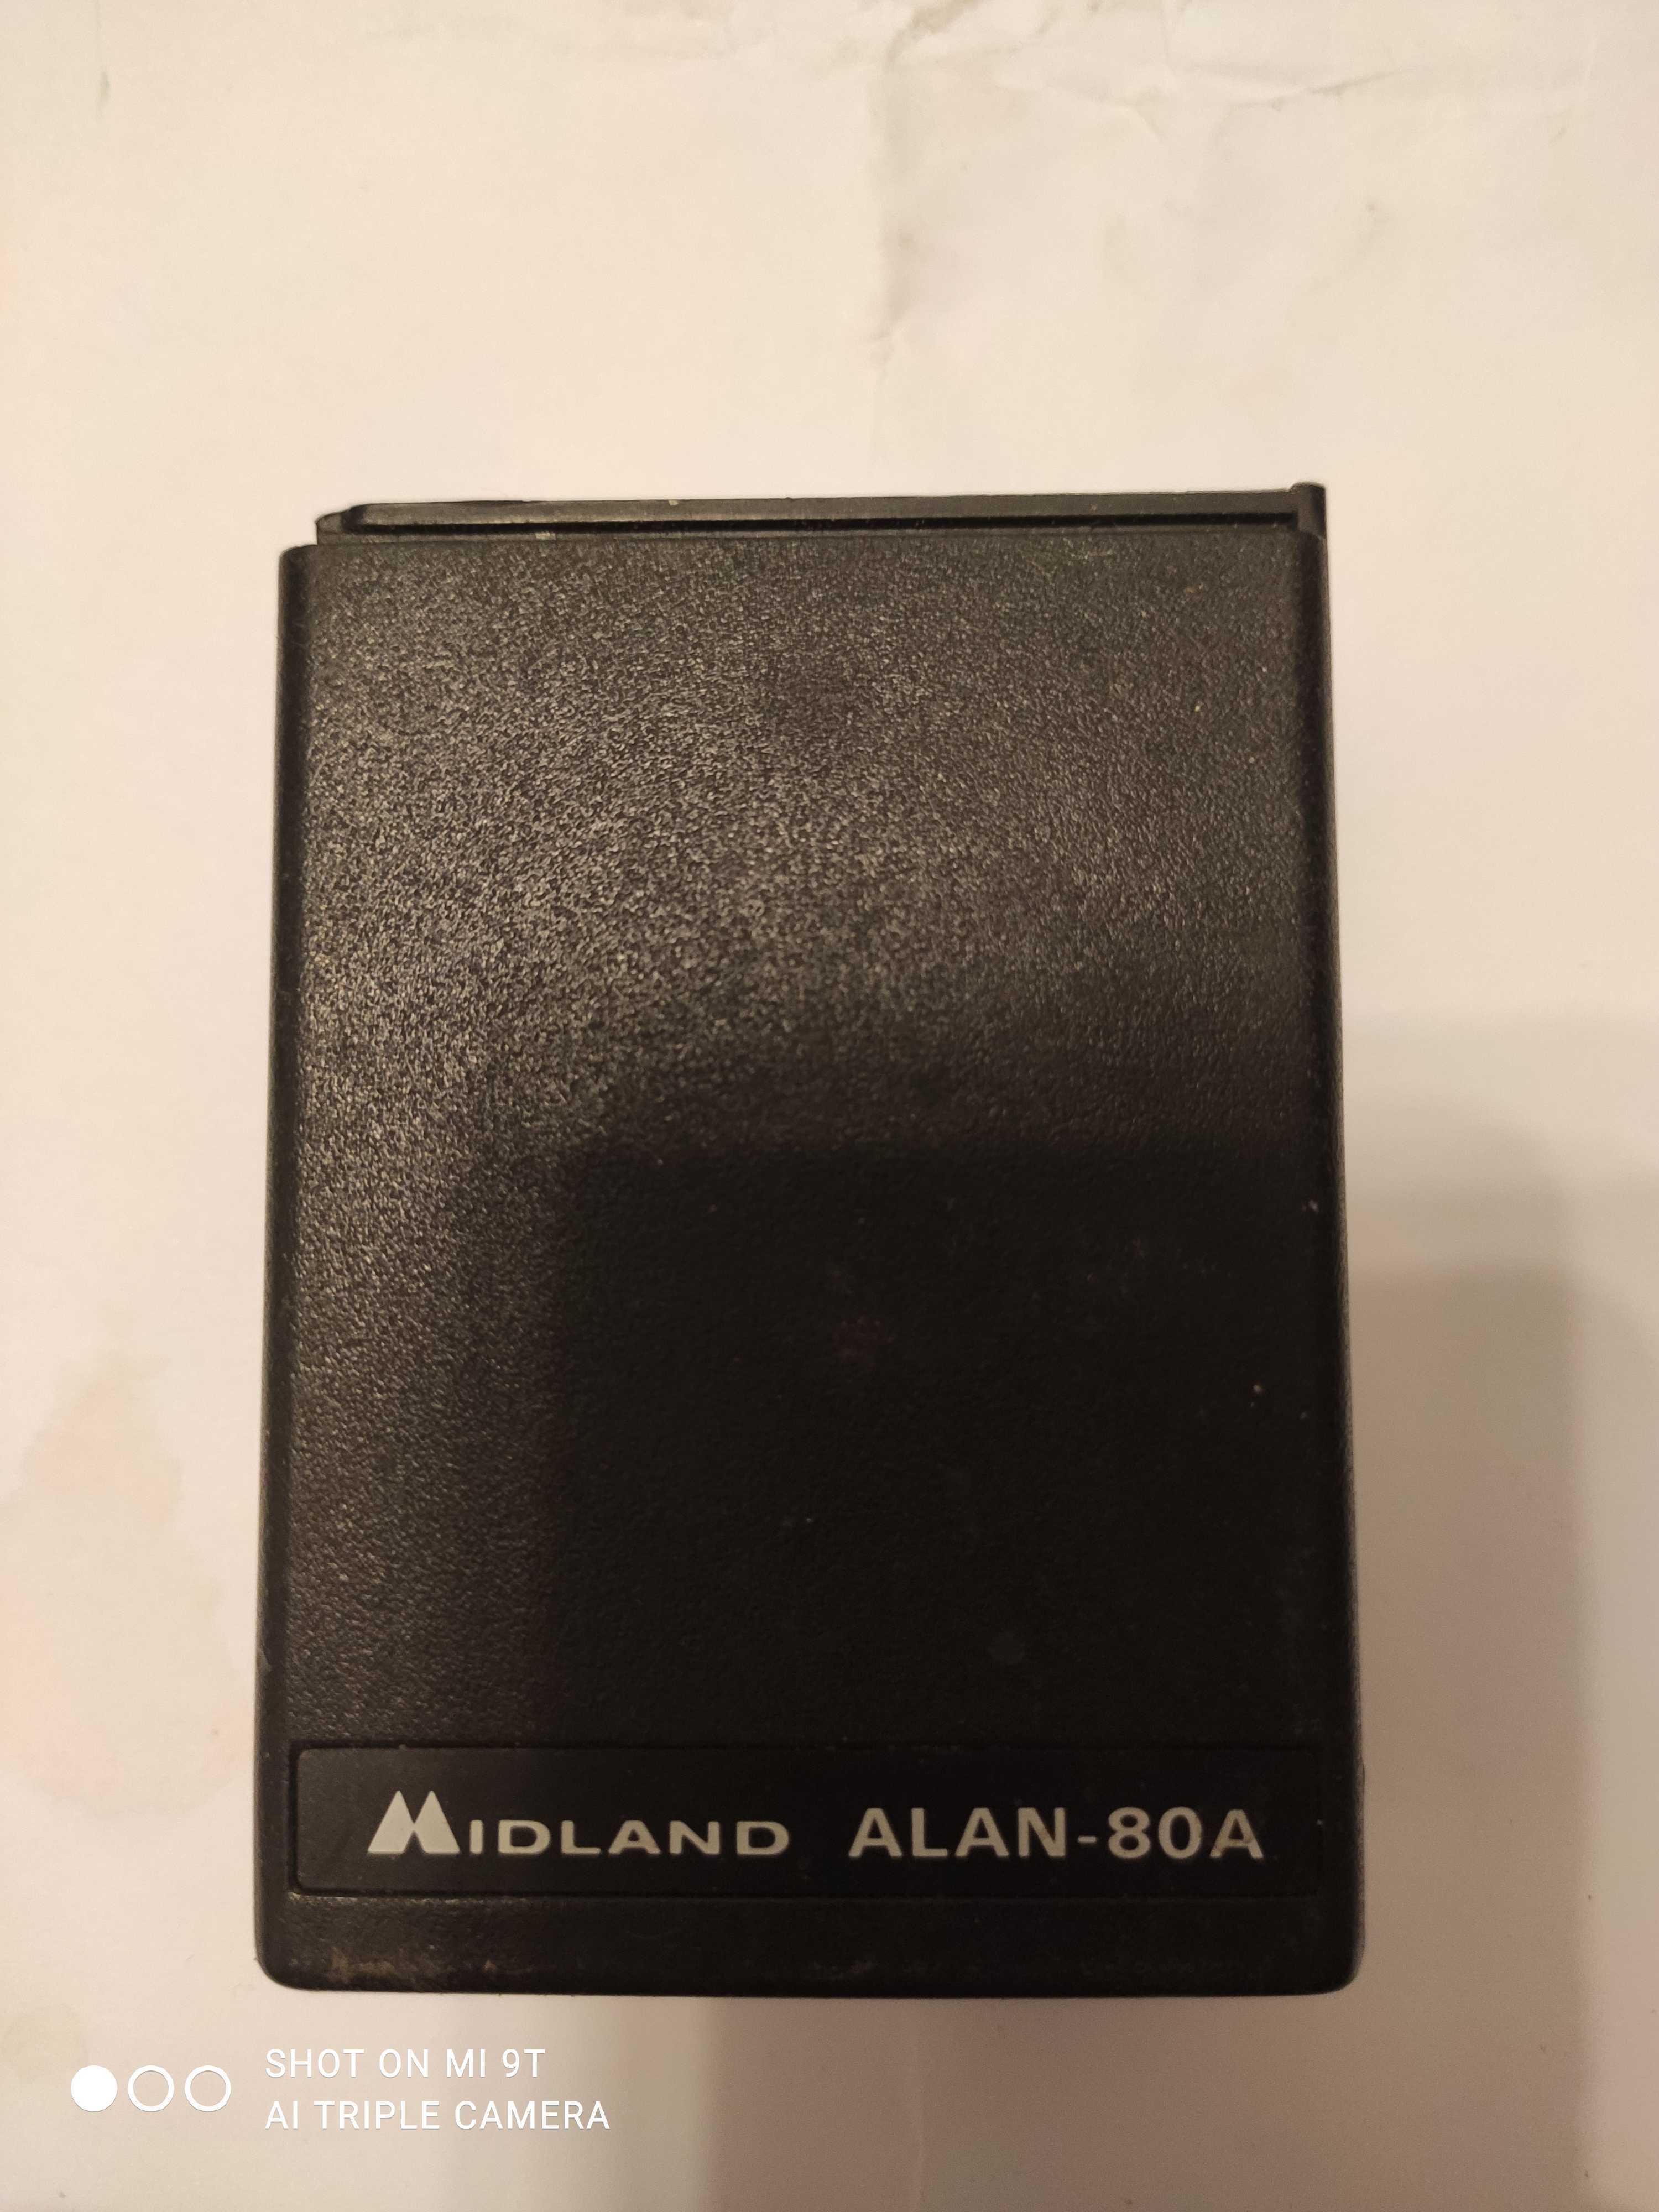 MIDLAND ALAN-80A
SHOT ON MI 9T
AI TRIPLE CAMERA